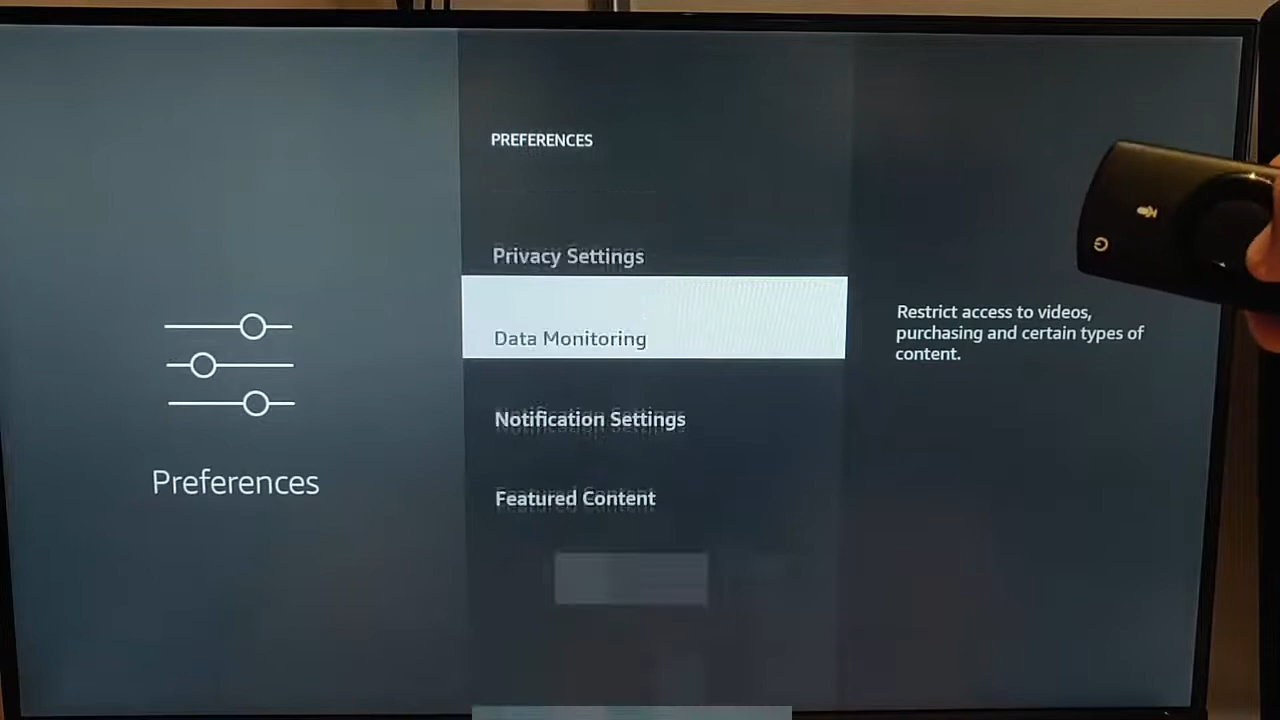 PREFERENCES
Privacy Settings
Data Monitoring
Notification Settings
Featured Content
Preferences
Restrict access to videos,
purchasing and certain types of
content.